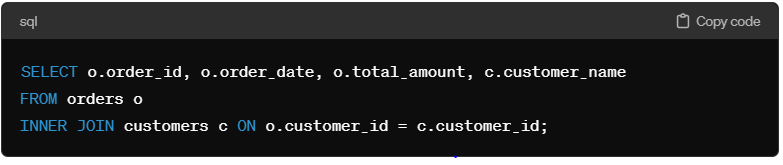 sql Copy code
SELECT o.order_id, o.order_date, o.total_amount, c.customer_name
FROM orders o
INNER JOIN customers c ON o.customer_id = c.customer_id;